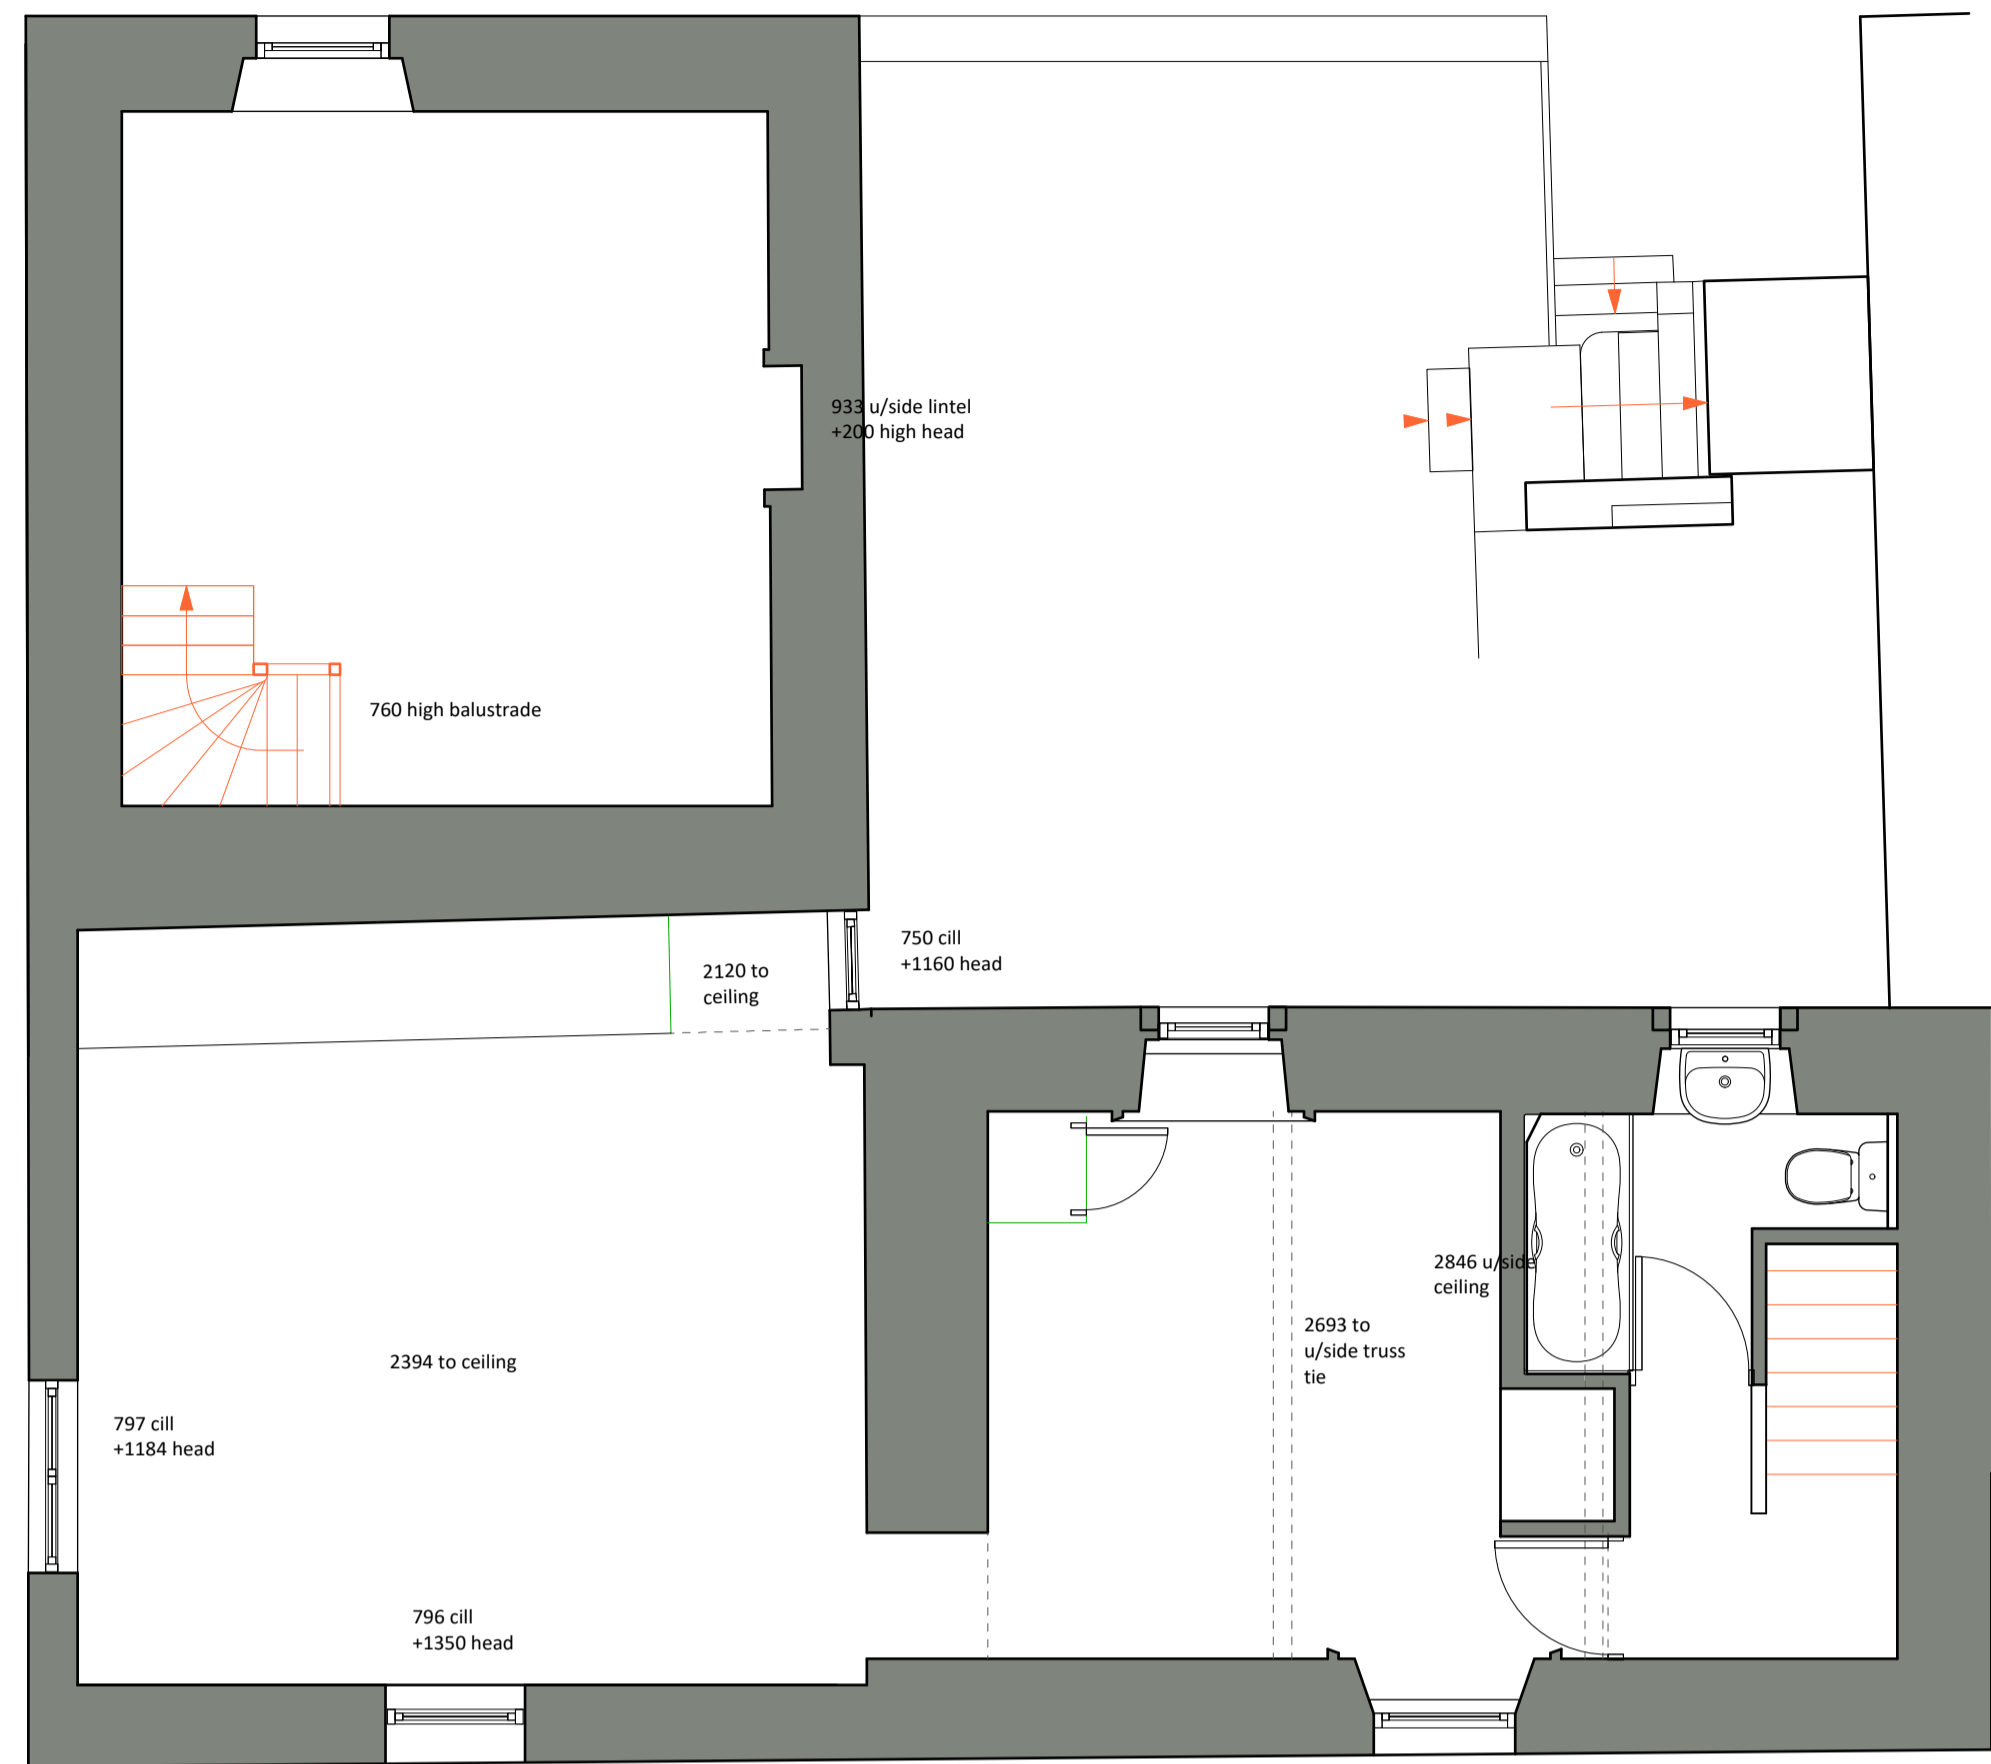 933 u/side lintel
+200 high head
760 high balustrade
750 cill
+1160 head
2120 to
ceiling
2846 u/side
ceiling
2693 to
u/side truss
tie
2394 to ceiling
797 cill
+1184 head
796 cill
+1350 head